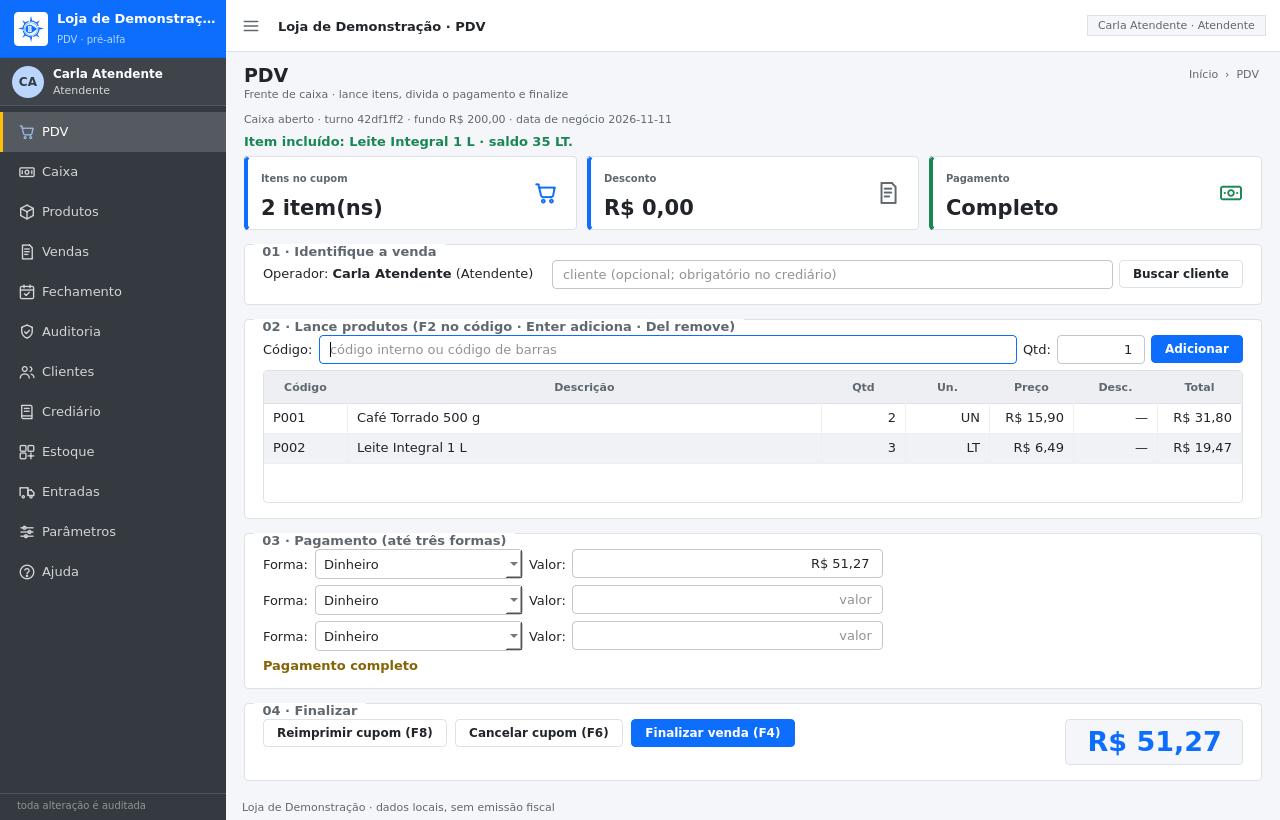 Loja de Demonstraç…
PDV · pré-alfa
CA
Carla Atendente
Atendente
PDV
Caixa
Produtos
Vendas
Fechamento
Auditoria
Clientes
Crediário
Estoque
Entradas
Parâmetros
Ajuda
toda alteração é auditada
Loja de Demonstração · PDV
Carla Atendente · Atendente
PDV
Início › PDV
Frente de caixa · lance itens, divida o pagamento e finalize
Caixa aberto · turno 42df1ff2 · fundo R$ 200,00 · data de negócio 2026-11-11
Item incluído: Leite Integral 1 L · saldo 35 LT.
Itens no cupom
2 item(ns)
Desconto
R$ 0,00
Pagamento
Completo
01 · Identifique a venda
Operador: Carla Atendente (Atendente)
cliente (opcional; obrigatório no crediário)
Buscar cliente
02 · Lance produtos (F2 no código · Enter adiciona · Del remove)
Código: código interno ou código de barras Qtd: 1 Adicionar
Código Descrição Qtd Un. Preço Desc. Total
P001 Café Torrado 500 g 2 UN R$ 15,90 — R$ 31,80
P002 Leite Integral 1 L 3 LT R$ 6,49 — R$ 19,47
03 · Pagamento (até três formas)
Forma: Dinheiro Valor: R$ 51,27
Forma: Dinheiro Valor: valor
Forma: Dinheiro Valor: valor
Pagamento completo
04 · Finalizar
Reimprimir cupom (F8) Cancelar cupom (F6) Finalizar venda (F4)
R$ 51,27
Loja de Demonstração · dados locais, sem emissão fiscal